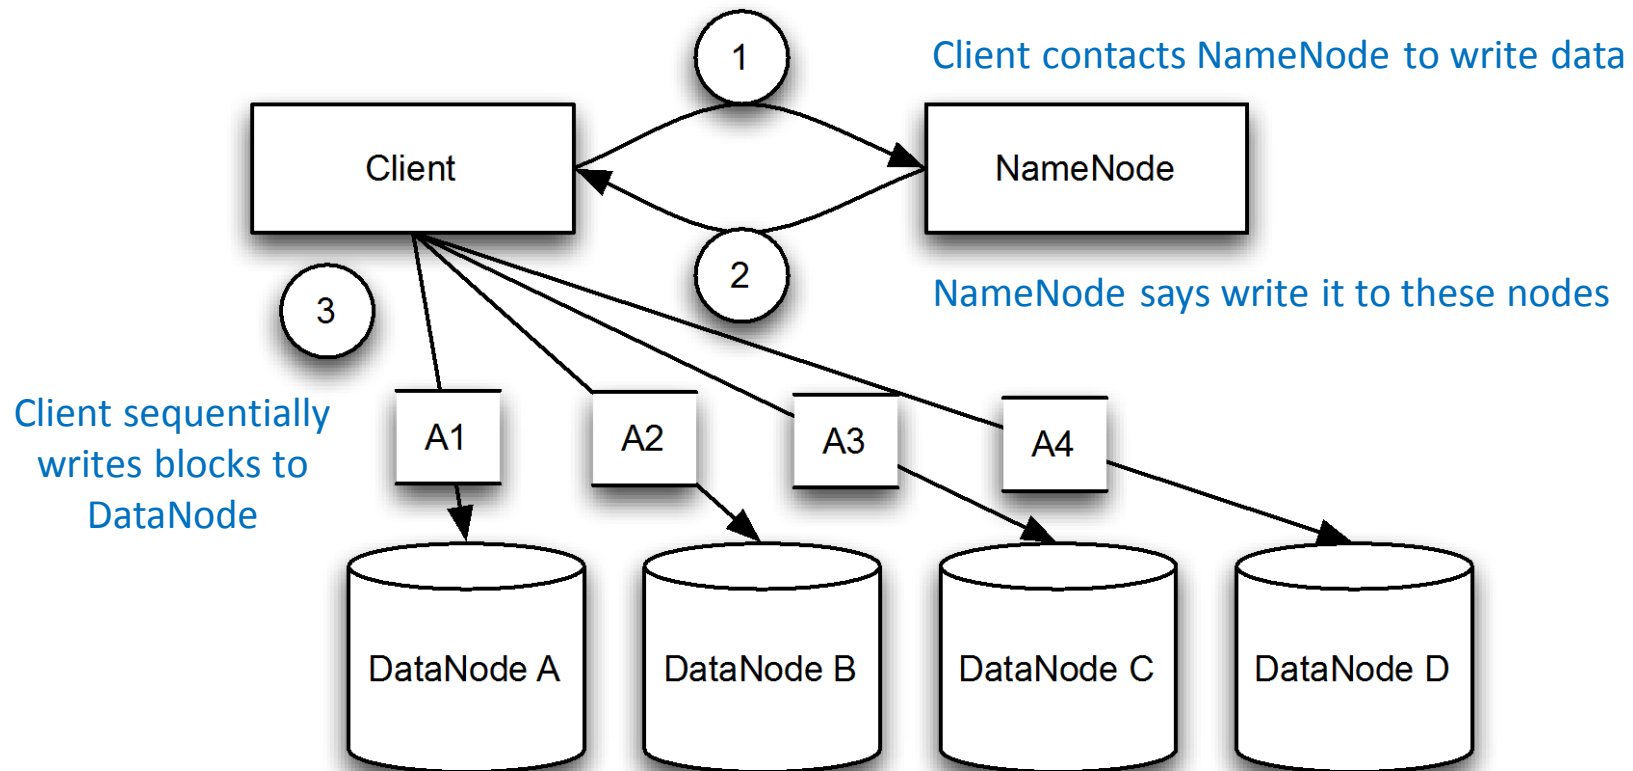 1
Client contacts NameNode to write data
Client
NameNode
2
NameNode says write it to these nodes
3
Client sequentially
writes blocks to
DataNode
A1
A2
A3
A4
DataNode A
DataNode B
DataNode C
DataNode D